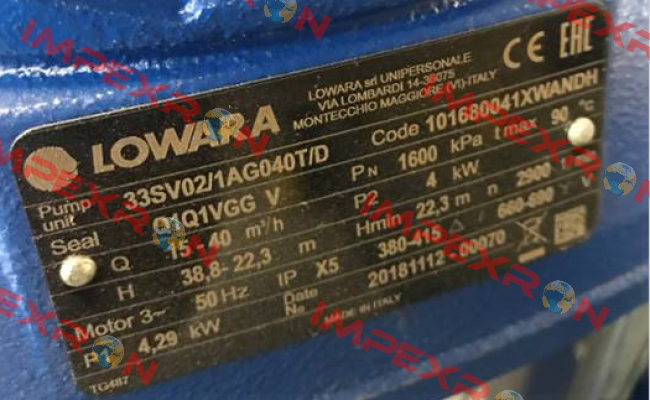 LOWARA
LOWARA srl UNIPERSONALE
VIA LOMBARDI 14-36075
MONTECCHIO MAGGIORE (VI)-ITALY
CE EAC
Pump unit 33SV02/1AG040T/D Code 101680041XWANDH
Seal Q1Q1VGG V PN 1600 kPa t max 90 °C
Q 15-40 m³/h P2 4 kW n 2900
H 38,8-22,3 m Hmin 22,3 m
Motor 3~ 50 Hz IP X5 380-415 △ / 660-690 V
P1 4,29 kW Date No 20181112 00070
MADE IN ITALY
TG487
IMPEXRON